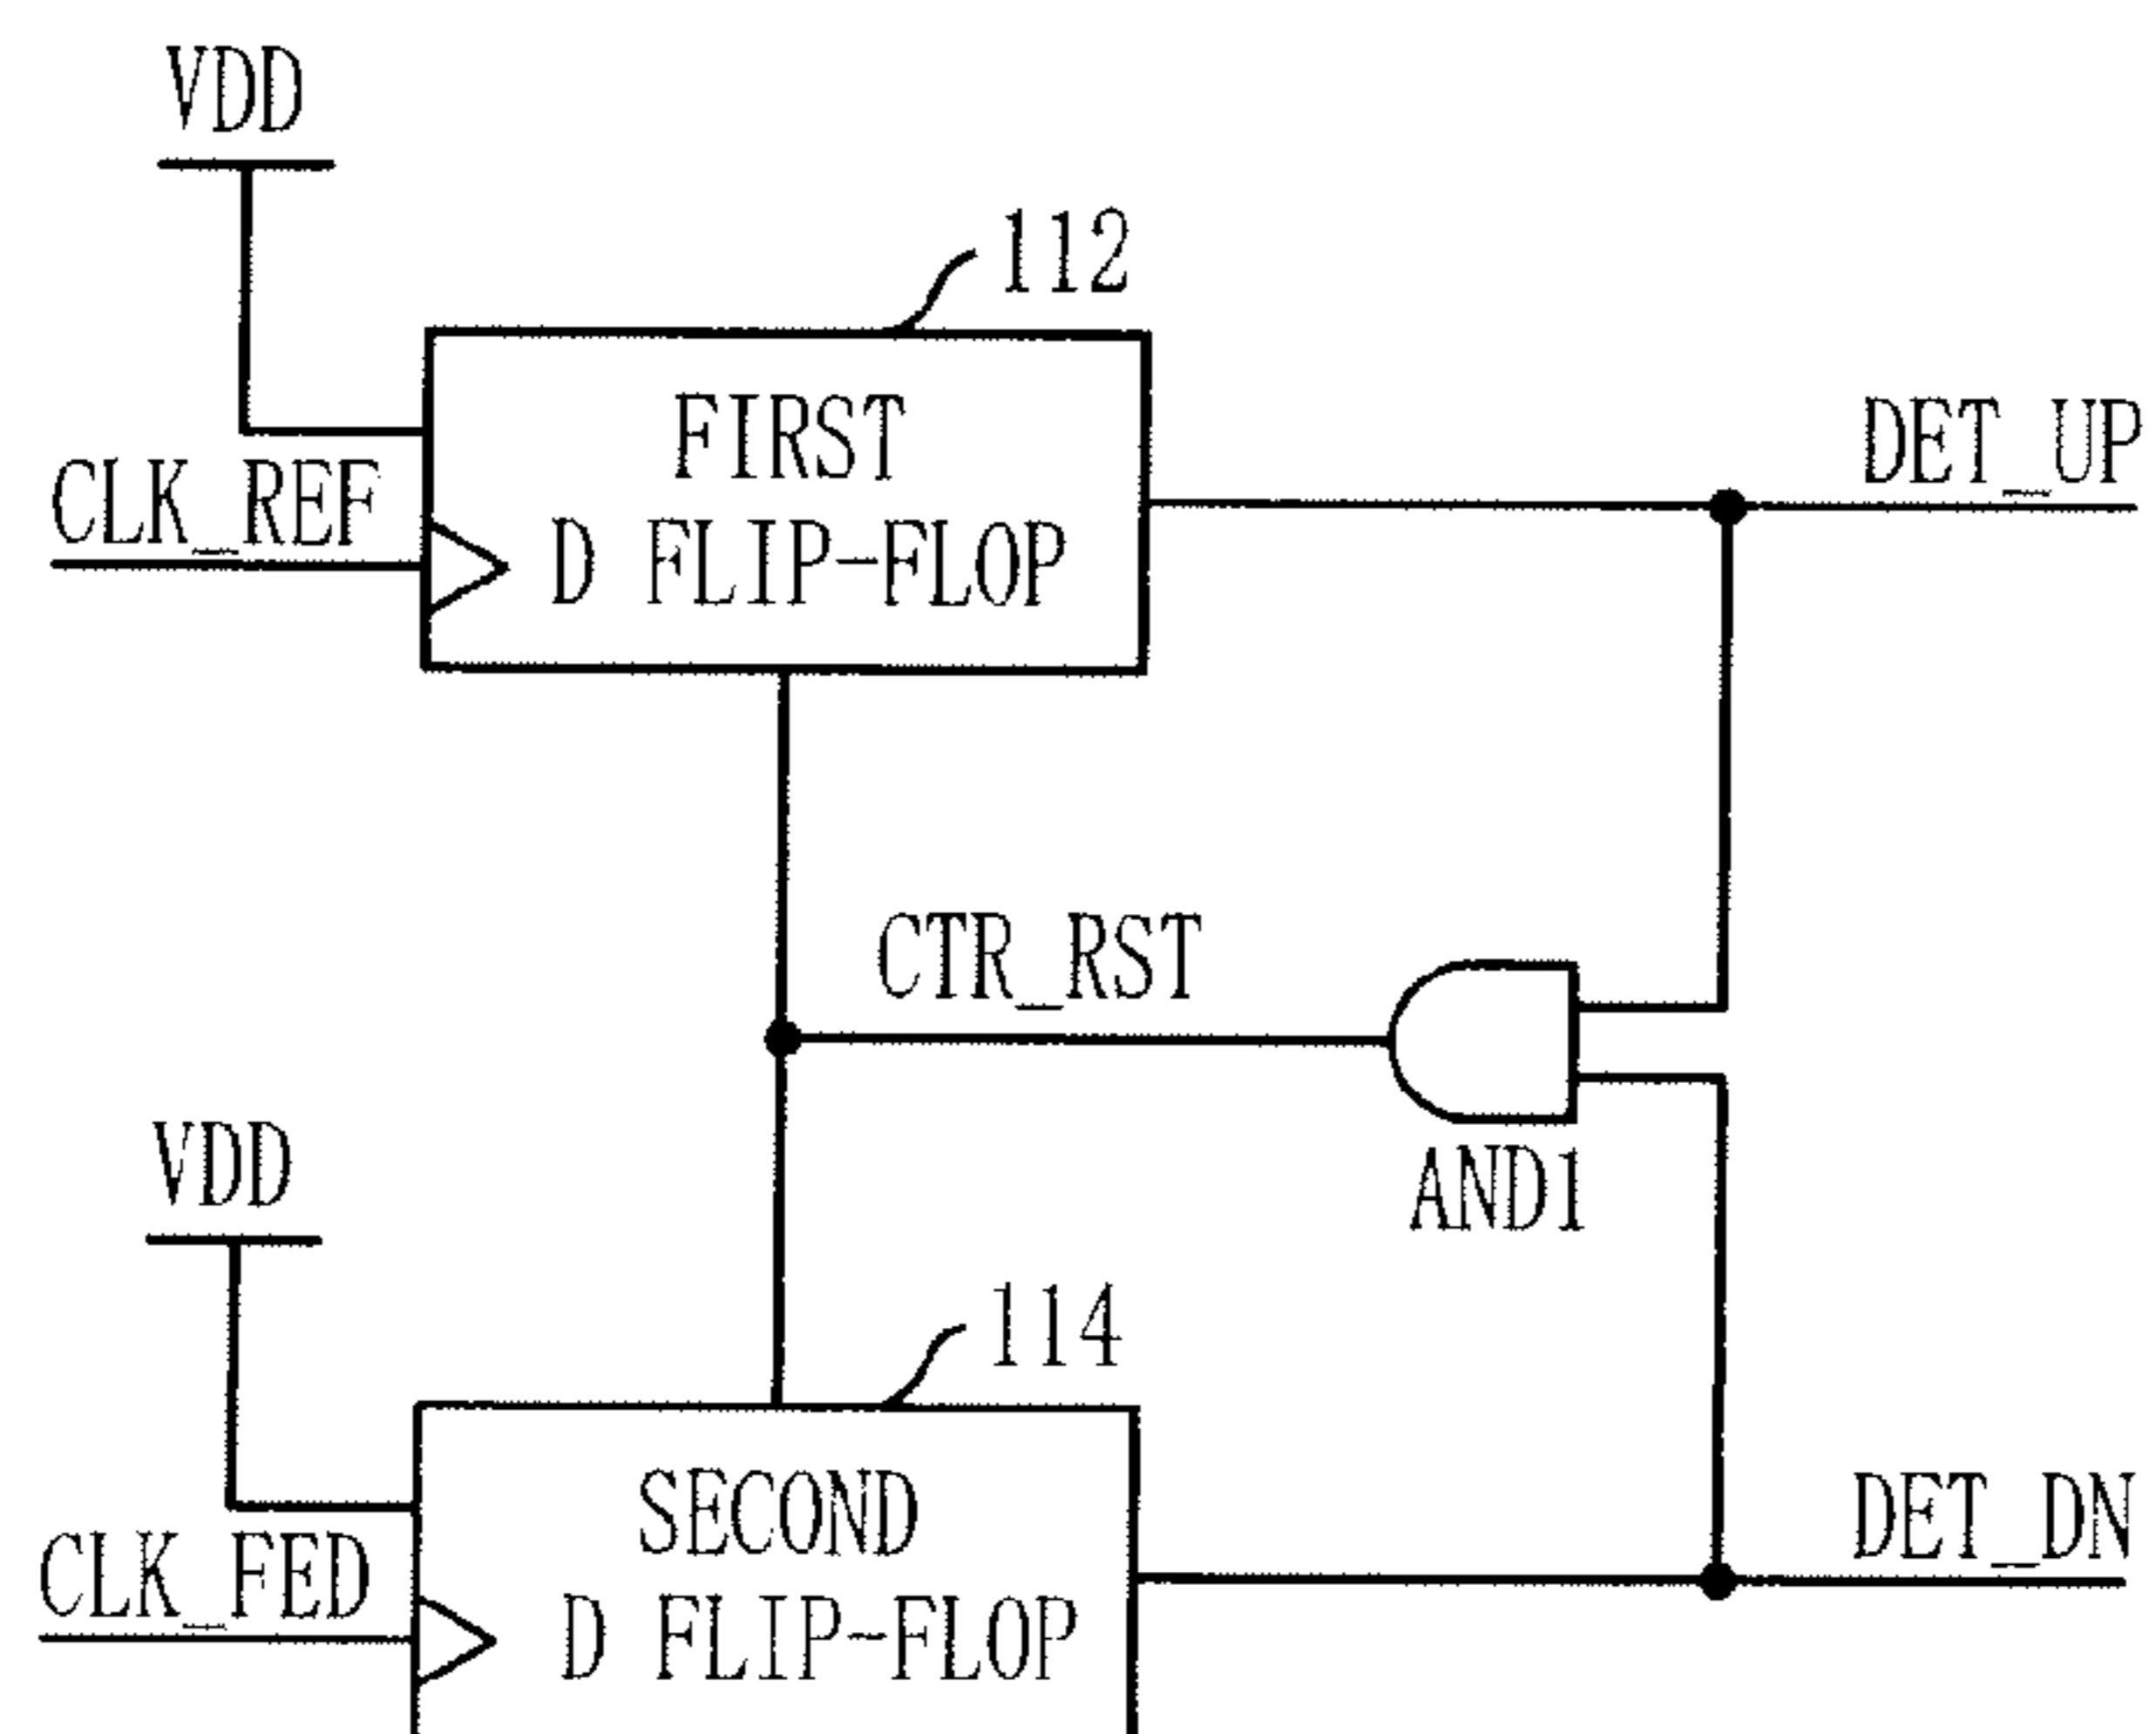 VDD
112
FIRST
D FLIP-FLOP
CLK_REF
DET_UP
CTR_RST
AND1
VDD
114
SECOND
D FLIP-FLOP
CLK_FED
DET_DN